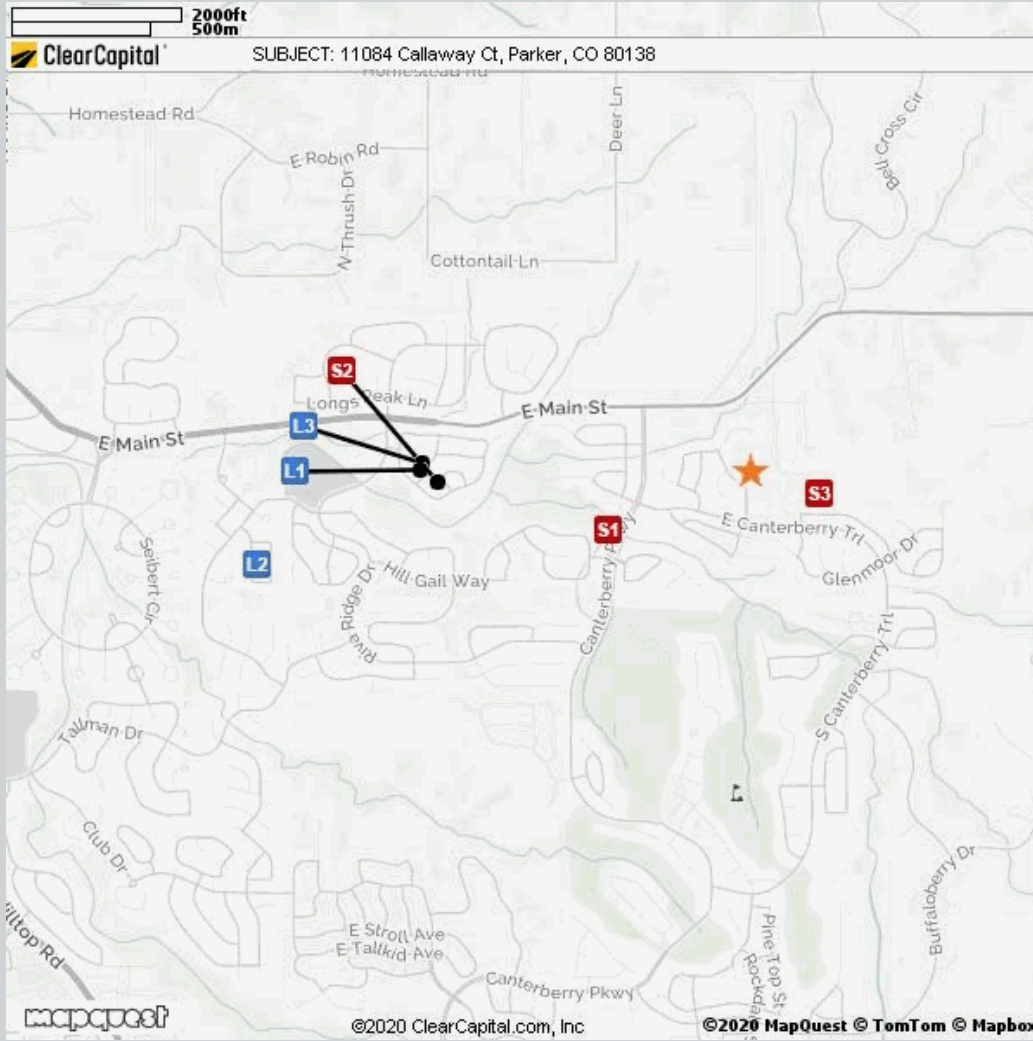 2000ft
500m
ClearCapital
SUBJECT: 11084 Callaway Ct, Parker, CO 80138
Homestead Rd
Homestead Rd
Deer Ln
Bell Cross Cir
E Robin Rd
N Thrush Dr
Cottontail Ln
S2
Longs Peak Ln
E Main St
L3
E Main St
L1
S3
S1
E Canterberry Trl
L2
Seibert Cir
Hill Gail Way
Glenmoor Dr
Riva Ridge Dr
Canterberry Pkwy
S Canterberry Trl
Tallman Dr
Club Dr
Buffaloberry Dr
E Stroll Ave
E Tallkid Ave
Hilltop Rd
Pine Top St
Canterberry Pkwy
mapquest
©2020 ClearCapital.com, Inc
©2020 MapQuest © TomTom © Mapbox